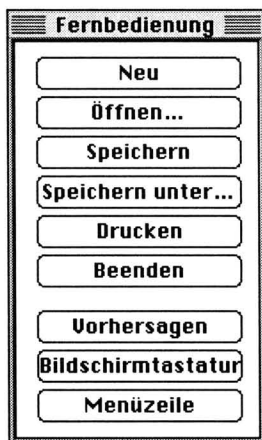 Fernbedienung
Neu
Öffnen...
Speichern
Speichern unter...
Drucken
Beenden
Vorhersagen
Bildschirmtastatur
Menüzeile